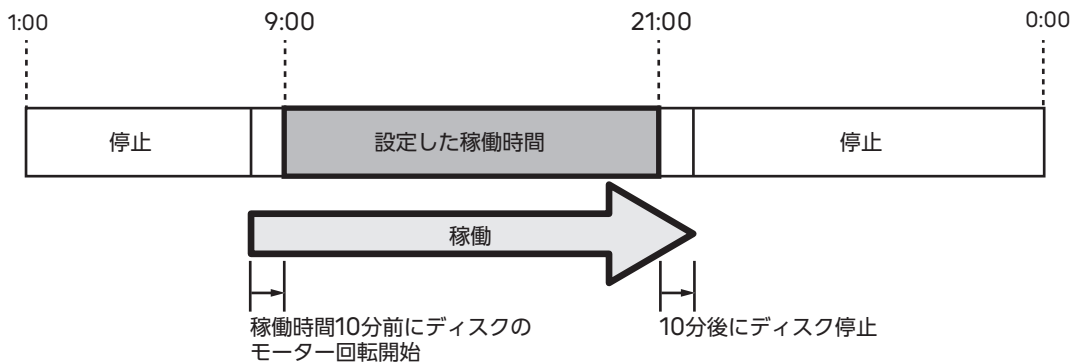 1:00 9:00 21:00 0:00
停止 設定した稼働時間 停止
稼働
稼働時間10分前にディスクの
モーター回転開始
10分後にディスク停止